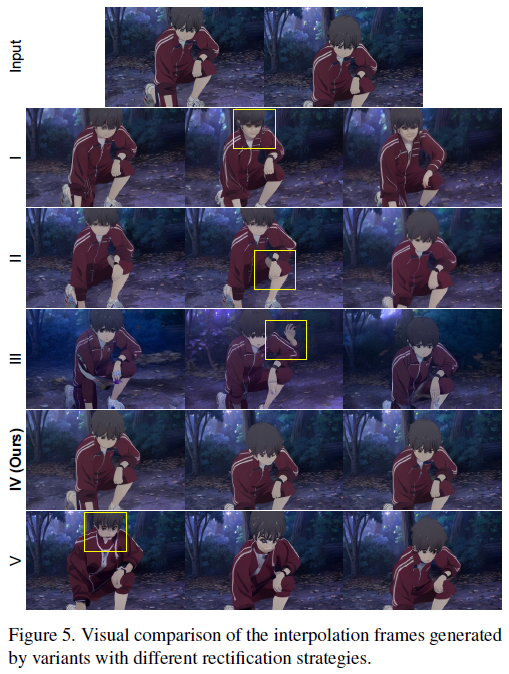 Input
I
II
III
IV (Ours)
V
Figure 5. Visual comparison of the interpolation frames generated
by variants with different rectification strategies.